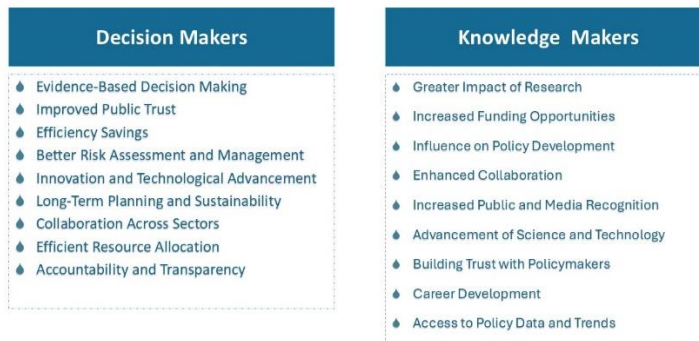 Decision Makers
Evidence-Based Decision Making
Improved Public Trust
Efficiency Savings
Better Risk Assessment and Management
Innovation and Technological Advancement
Long-Term Planning and Sustainability
Collaboration Across Sectors
Efficient Resource Allocation
Accountability and Transparency
Knowledge Makers
Greater Impact of Research
Increased Funding Opportunities
Influence on Policy Development
Enhanced Collaboration
Increased Public and Media Recognition
Advancement of Science and Technology
Building Trust with Policymakers
Career Development
Access to Policy Data and Trends